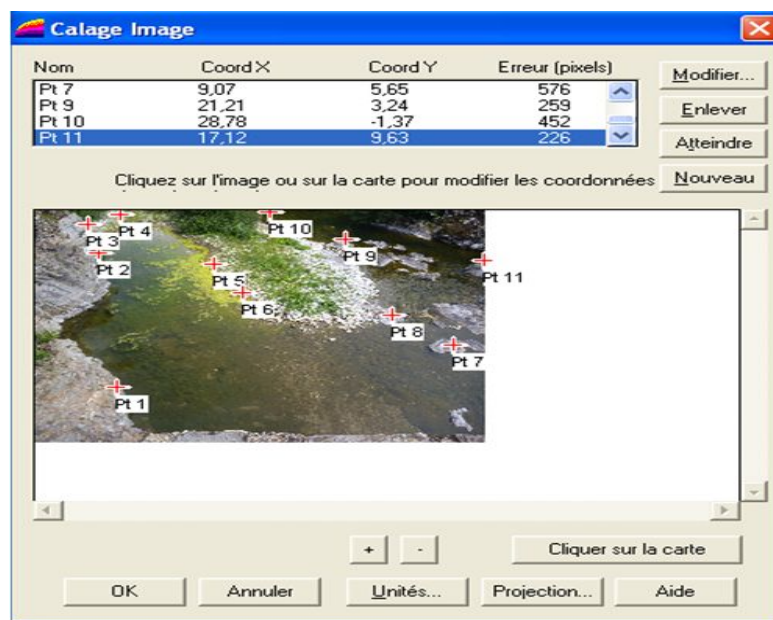 Calage Image
Nom Coord X Coord Y Erreur (pixels)
Pt 7 9,07 5,65 576
Pt 9 21,21 3,24 259
Pt 10 28,78 -1,37 452
Pt 11 17,12 9,63 226
Modifier...
Enlever
Atteindre
Nouveau
Cliquez sur l'image ou sur la carte pour modifier les coordonnées
Pt 4
Pt 3
Pt 10
Pt 9
Pt 2
Pt 5
Pt 11
Pt 6
Pt 8
Pt 7
Pt 1
+ -
Cliquer sur la carte
OK Annuler Unités... Projection... Aide